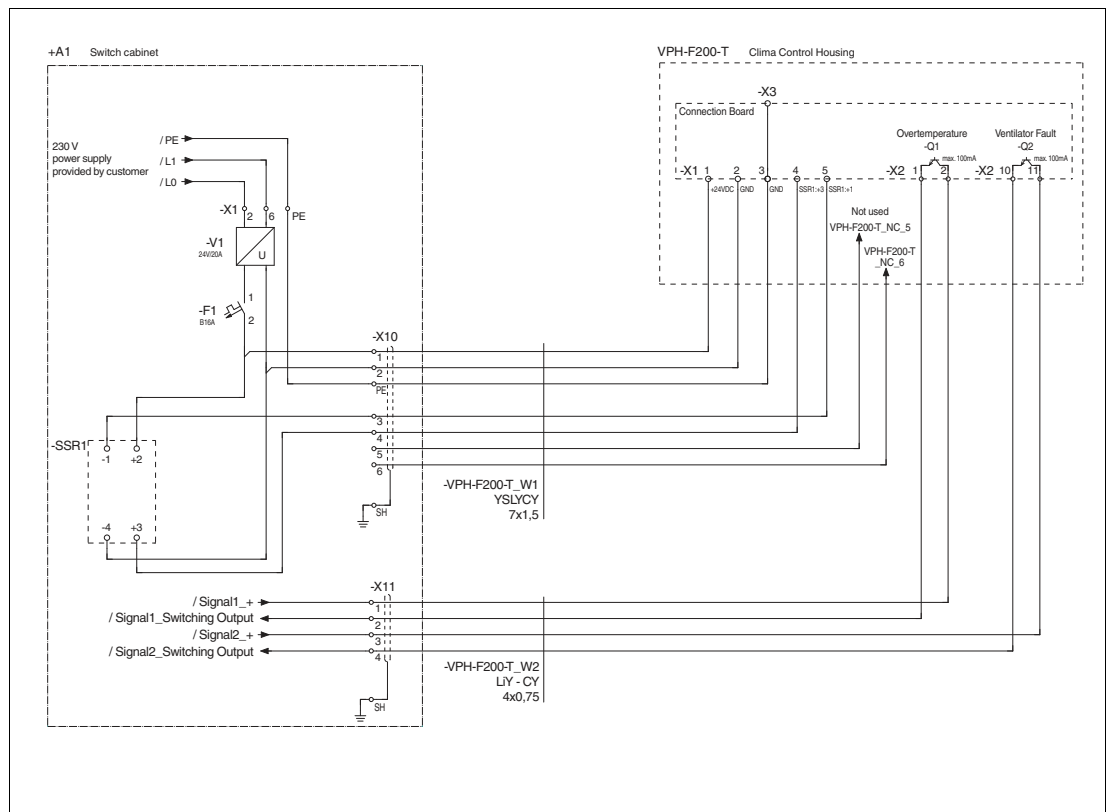 +A1 Switch cabinet
VPH-F200-T Clima Control Housing
-X3
Connection Board
Overtemperature
-Q1
max. 100mA
Ventilator Fault
-Q2
max. 100mA
230 V
power supply
provided by customer
/ PE
/ L1
/ L0
-X1 1 2 3 4 5
-X2 1 2
-X2 10 11
+24VDC GND GND SSR1:+3 SSR1:+1
-X1 2 6 PE
Not used
VPH-F200-T_NC_5
VPH-F200-T
_NC_6
-V1
24V/20A
U
-F1
B16A
1
2
-X10
1
2
PE
3
4
5
6
SH
-SSR1
-1 +2
-4 +3
-VPH-F200-T_W1
YSLYCY
7x1,5
-X11
/ Signal1_+
1
/ Signal1_Switching Output
2
/ Signal2_+
3
/ Signal2_Switching Output
4
SH
-VPH-F200-T_W2
LiY - CY
4x0,75